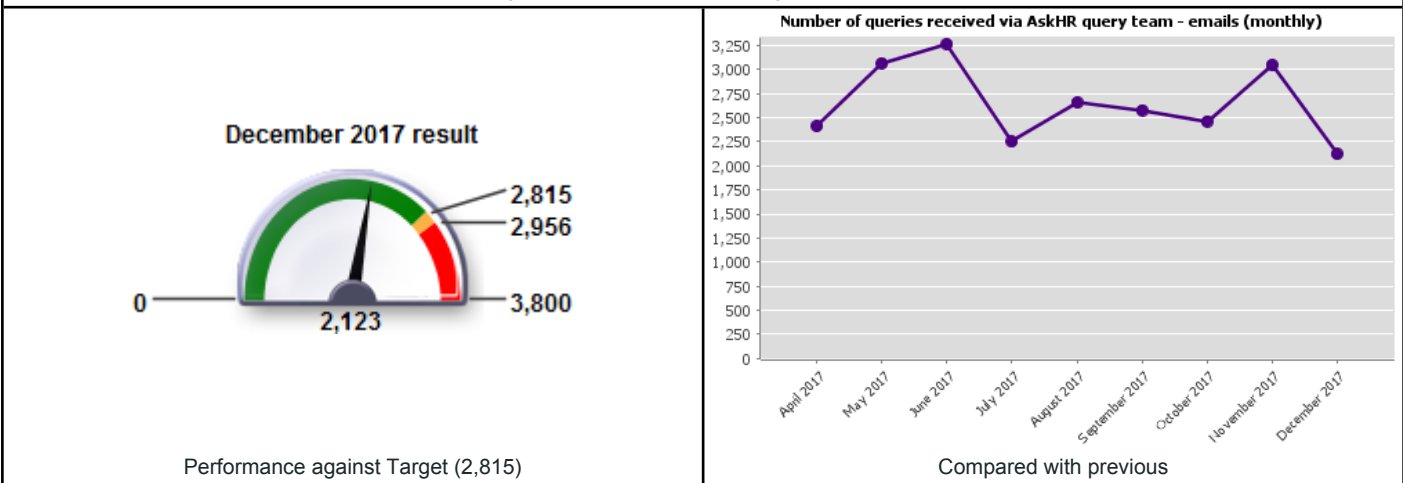 December 2017 result
2,815
2,956
0
3,800
2,123
Performance against Target (2,815)
Number of queries received via AskHR query team - emails (monthly)
3,250
3,000
2,750
2,500
2,250
2,000
1,750
1,500
1,250
1,000
750
500
250
0
April 2017
May 2017
June 2017
July 2017
August 2017
September 2017
October 2017
November 2017
December 2017
Compared with previous